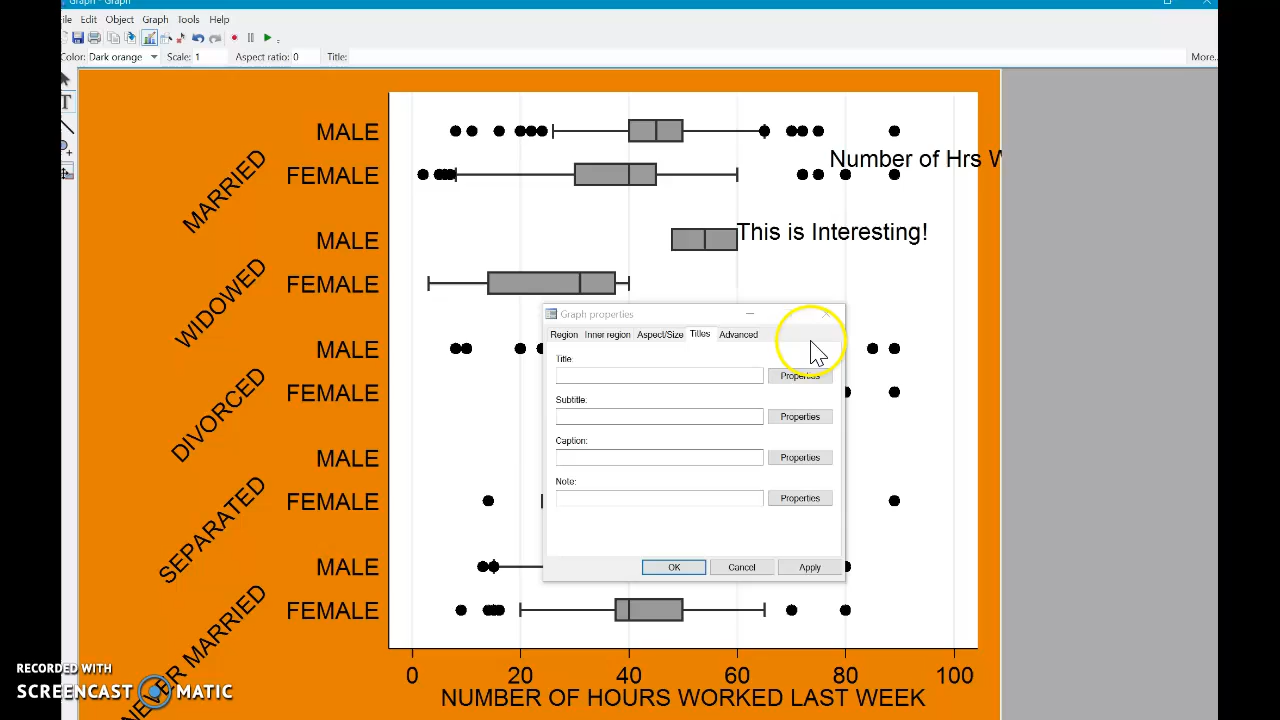 Graph - Graph
File Edit Object Graph Tools Help
Color: Dark orange Scale: 1 Aspect ratio: 0 Title: More..
MALE
Number of Hrs W
MARRIED
FEMALE
MALE
This is Interesting!
WIDOWED
FEMALE
Graph properties
Region Inner region Aspect/Size Titles Advanced
MALE
Title:
Properties
DIVORCED
FEMALE
Subtitle:
Properties
Caption:
MALE
Properties
SEPARATED
Note:
FEMALE
Properties
MALE
OK Cancel Apply
FEMALE
NEVER MARRIED
0 20 40 60 80 100
NUMBER OF HOURS WORKED LAST WEEK
RECORDED WITH
SCREENCAST MATIC